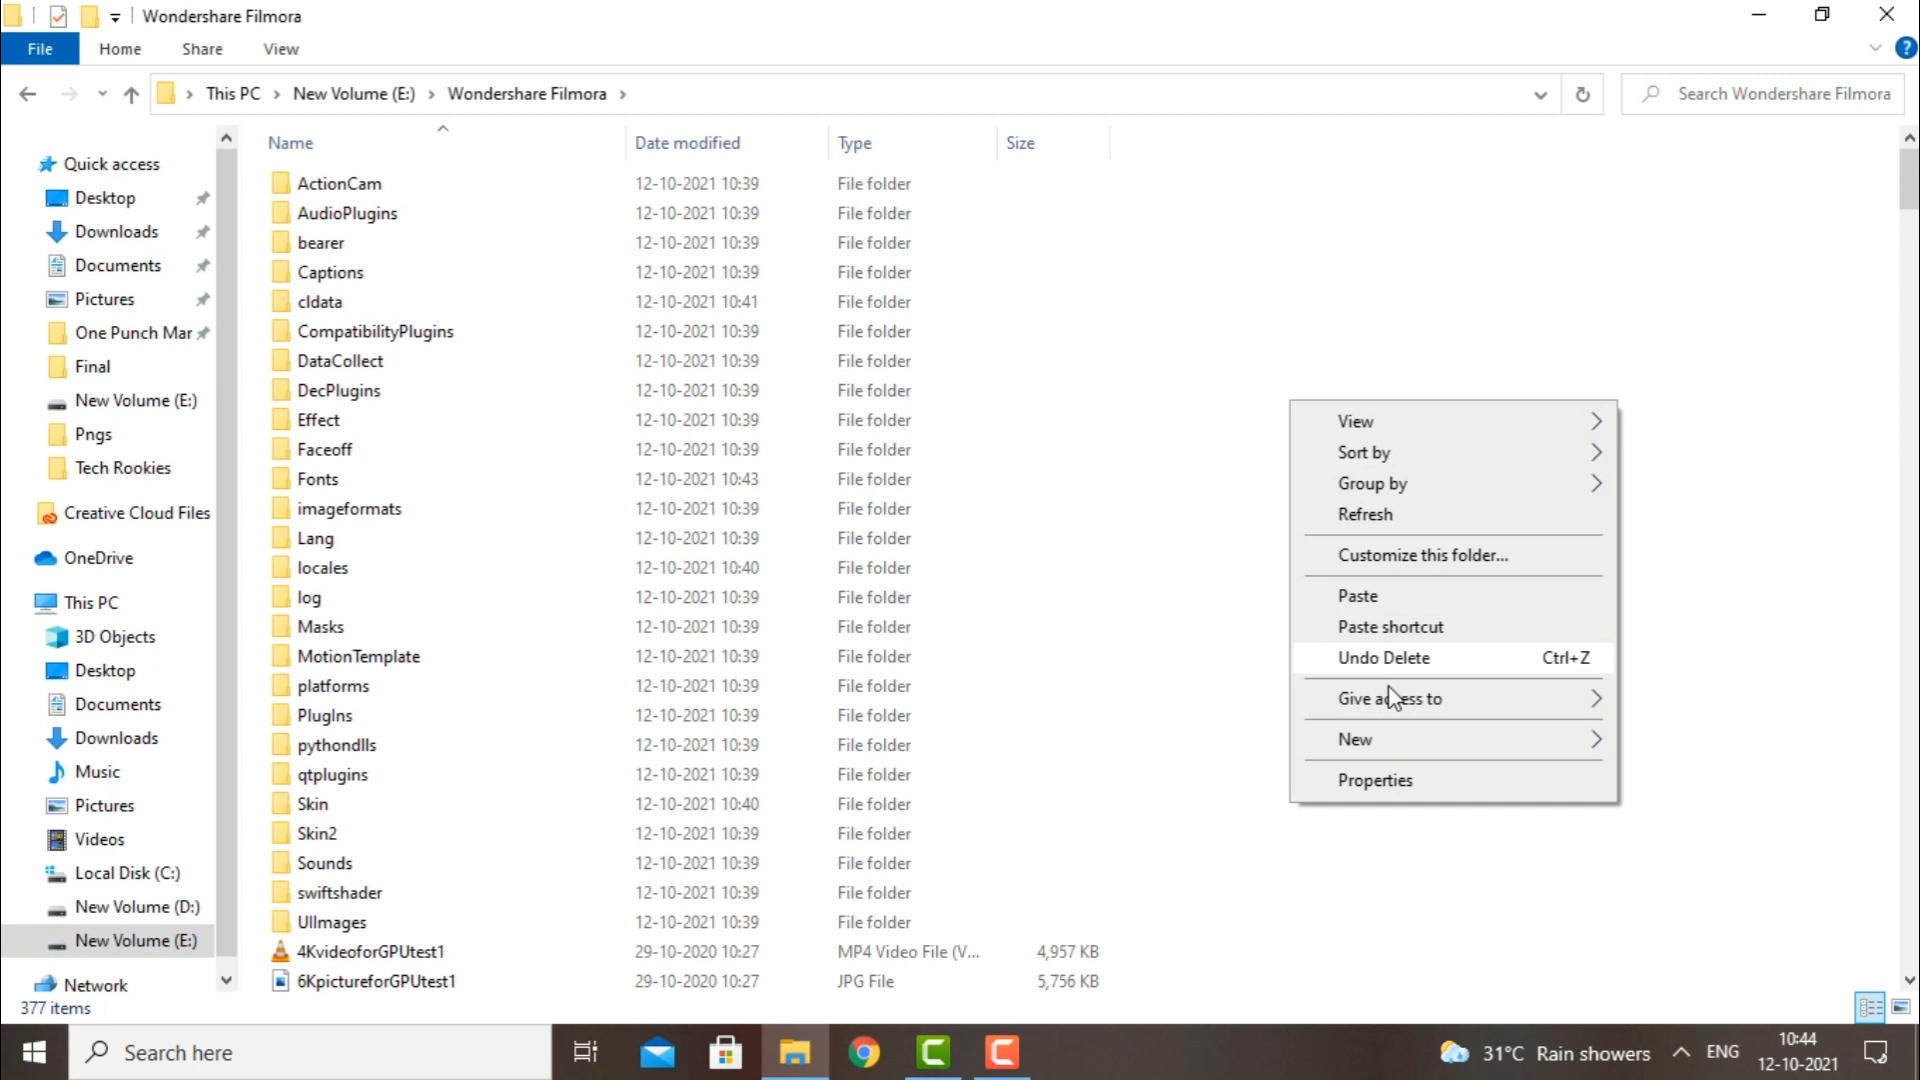 Wondershare Filmora
File Home Share View
This PC New Volume (E:) Wondershare Filmora
Search Wondershare Filmora
Name Date modified Type Size
Quick access
Desktop
Downloads
Documents
Pictures
One Punch Mar
Final
New Volume (E:)
Pngs
Tech Rookies
Creative Cloud Files
OneDrive
This PC
3D Objects
Desktop
Documents
Downloads
Music
Pictures
Videos
Local Disk (C:)
New Volume (D:)
New Volume (E:)
Network
ActionCam 12-10-2021 10:39 File folder
AudioPlugins 12-10-2021 10:39 File folder
bearer 12-10-2021 10:39 File folder
Captions 12-10-2021 10:39 File folder
cldata 12-10-2021 10:41 File folder
CompatibilityPlugins 12-10-2021 10:39 File folder
DataCollect 12-10-2021 10:39 File folder
DecPlugins 12-10-2021 10:39 File folder
Effect 12-10-2021 10:39 File folder
Faceoff 12-10-2021 10:39 File folder
Fonts 12-10-2021 10:43 File folder
imageformats 12-10-2021 10:39 File folder
Lang 12-10-2021 10:39 File folder
locales 12-10-2021 10:40 File folder
log 12-10-2021 10:39 File folder
Masks 12-10-2021 10:39 File folder
MotionTemplate 12-10-2021 10:39 File folder
platforms 12-10-2021 10:39 File folder
PlugIns 12-10-2021 10:39 File folder
pythondlls 12-10-2021 10:39 File folder
qtplugins 12-10-2021 10:39 File folder
Skin 12-10-2021 10:40 File folder
Skin2 12-10-2021 10:39 File folder
Sounds 12-10-2021 10:39 File folder
swiftshader 12-10-2021 10:39 File folder
UIImages 12-10-2021 10:39 File folder
4KvideoforGPUtest1 29-10-2020 10:27 MP4 Video File (V... 4,957 KB
6KpictureforGPUtest1 29-10-2020 10:27 JPG File 5,756 KB
View
Sort by
Group by
Refresh
Customize this folder...
Paste
Paste shortcut
Undo Delete Ctrl+Z
Give access to
New
Properties
377 items
Search here
31°C Rain showers
ENG
10:44
12-10-2021